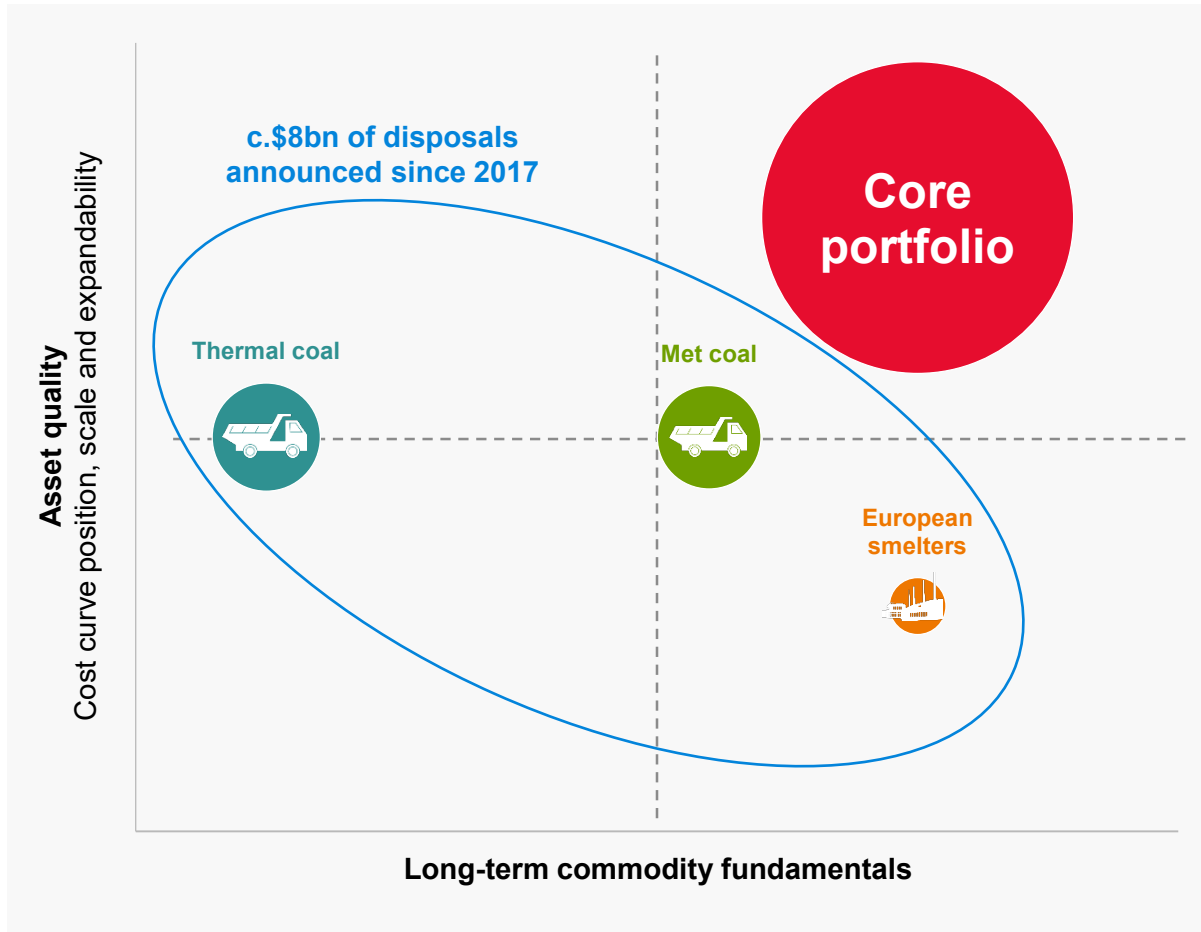 c.$8bn of disposals
announced since 2017
Core
portfolio
Thermal coal
Met coal
European
smelters
Asset quality
Cost curve position, scale and expandability
Long-term commodity fundamentals